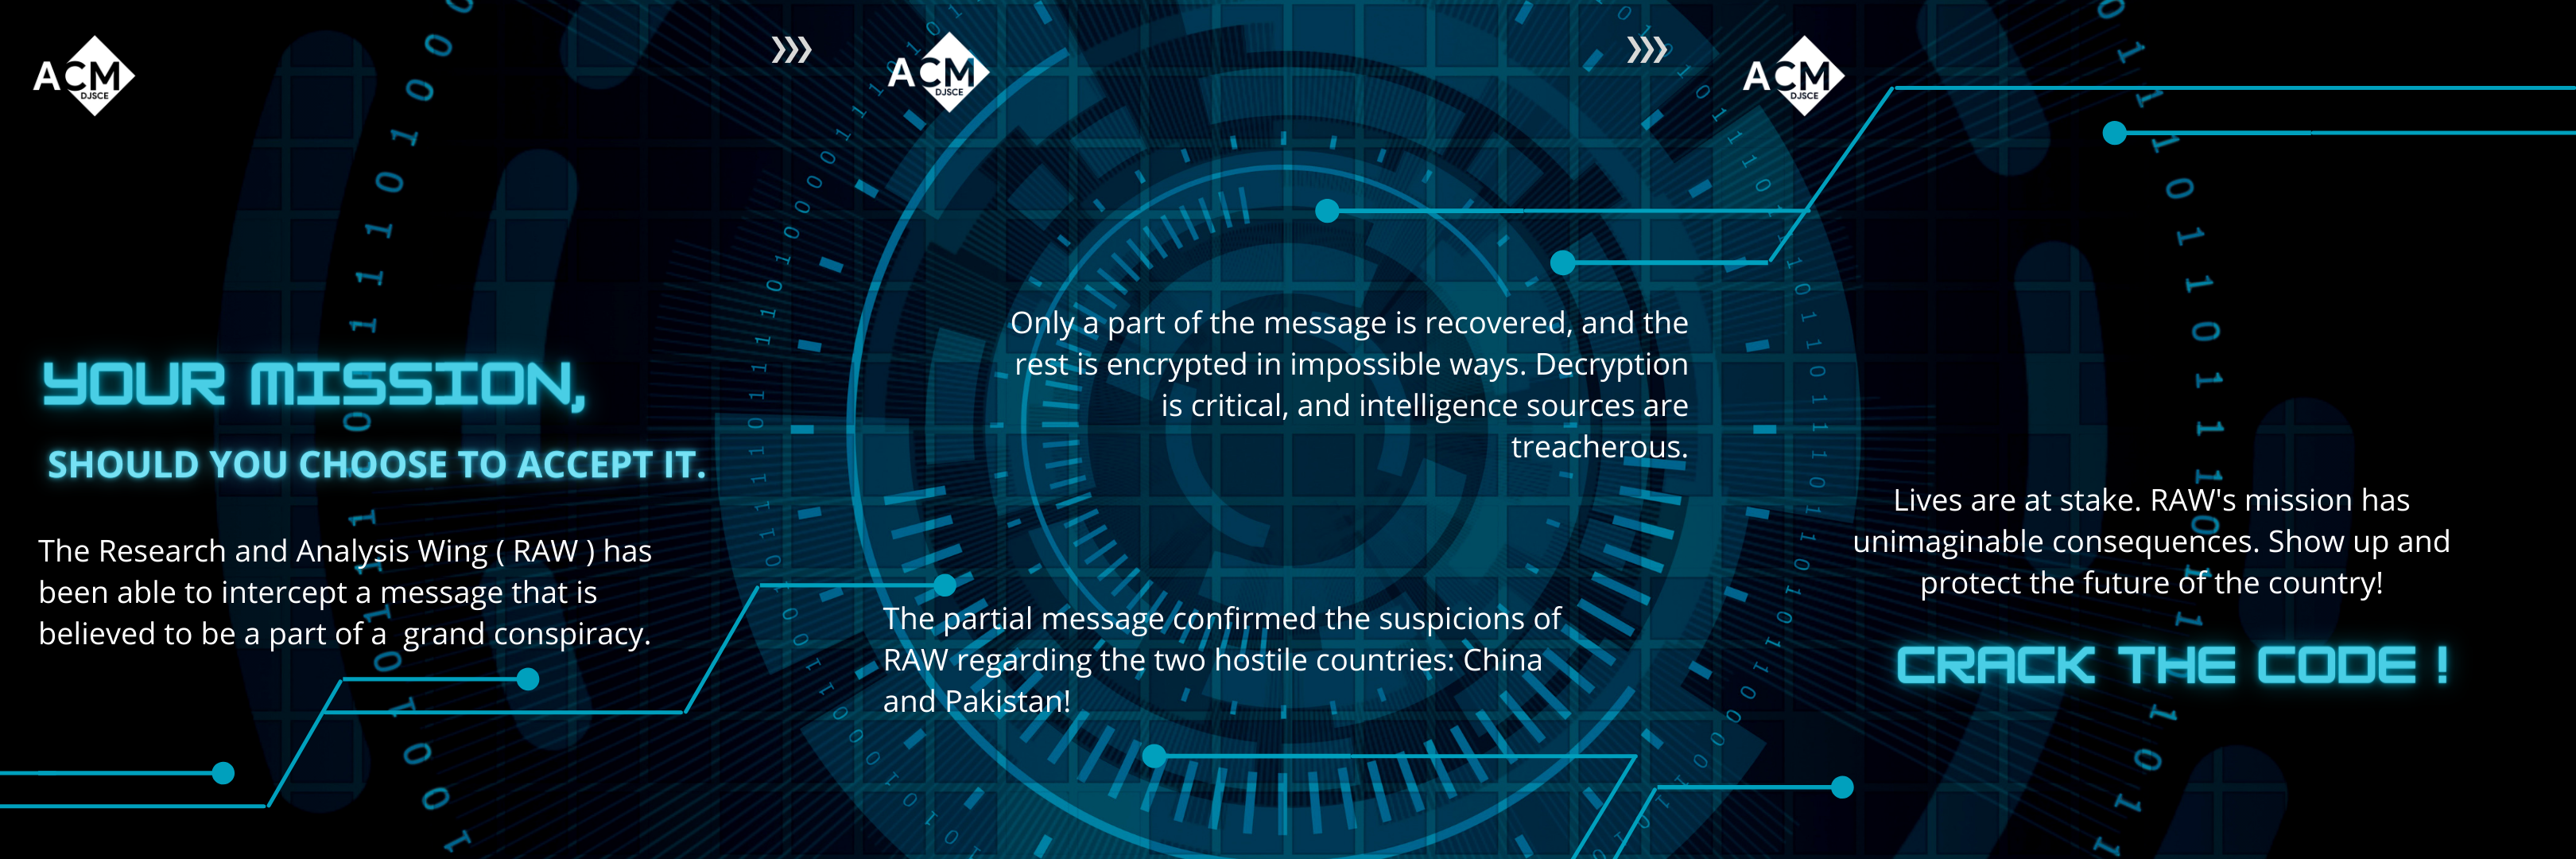 ACM
DJSCE
YOUR MISSION,
SHOULD YOU CHOOSE TO ACCEPT IT.
The Research and Analysis Wing ( RAW ) has
been able to intercept a message that is
believed to be a part of a  grand conspiracy.
ACM
DJSCE
Only a part of the message is recovered, and the
rest is encrypted in impossible ways. Decryption
is critical, and intelligence sources are
treacherous.
The partial message confirmed the suspicions of
RAW regarding the two hostile countries: China
and Pakistan!
ACM
DJSCE
Lives are at stake. RAW's mission has
unimaginable consequences. Show up and
protect the future of the country!
CRACK THE CODE !